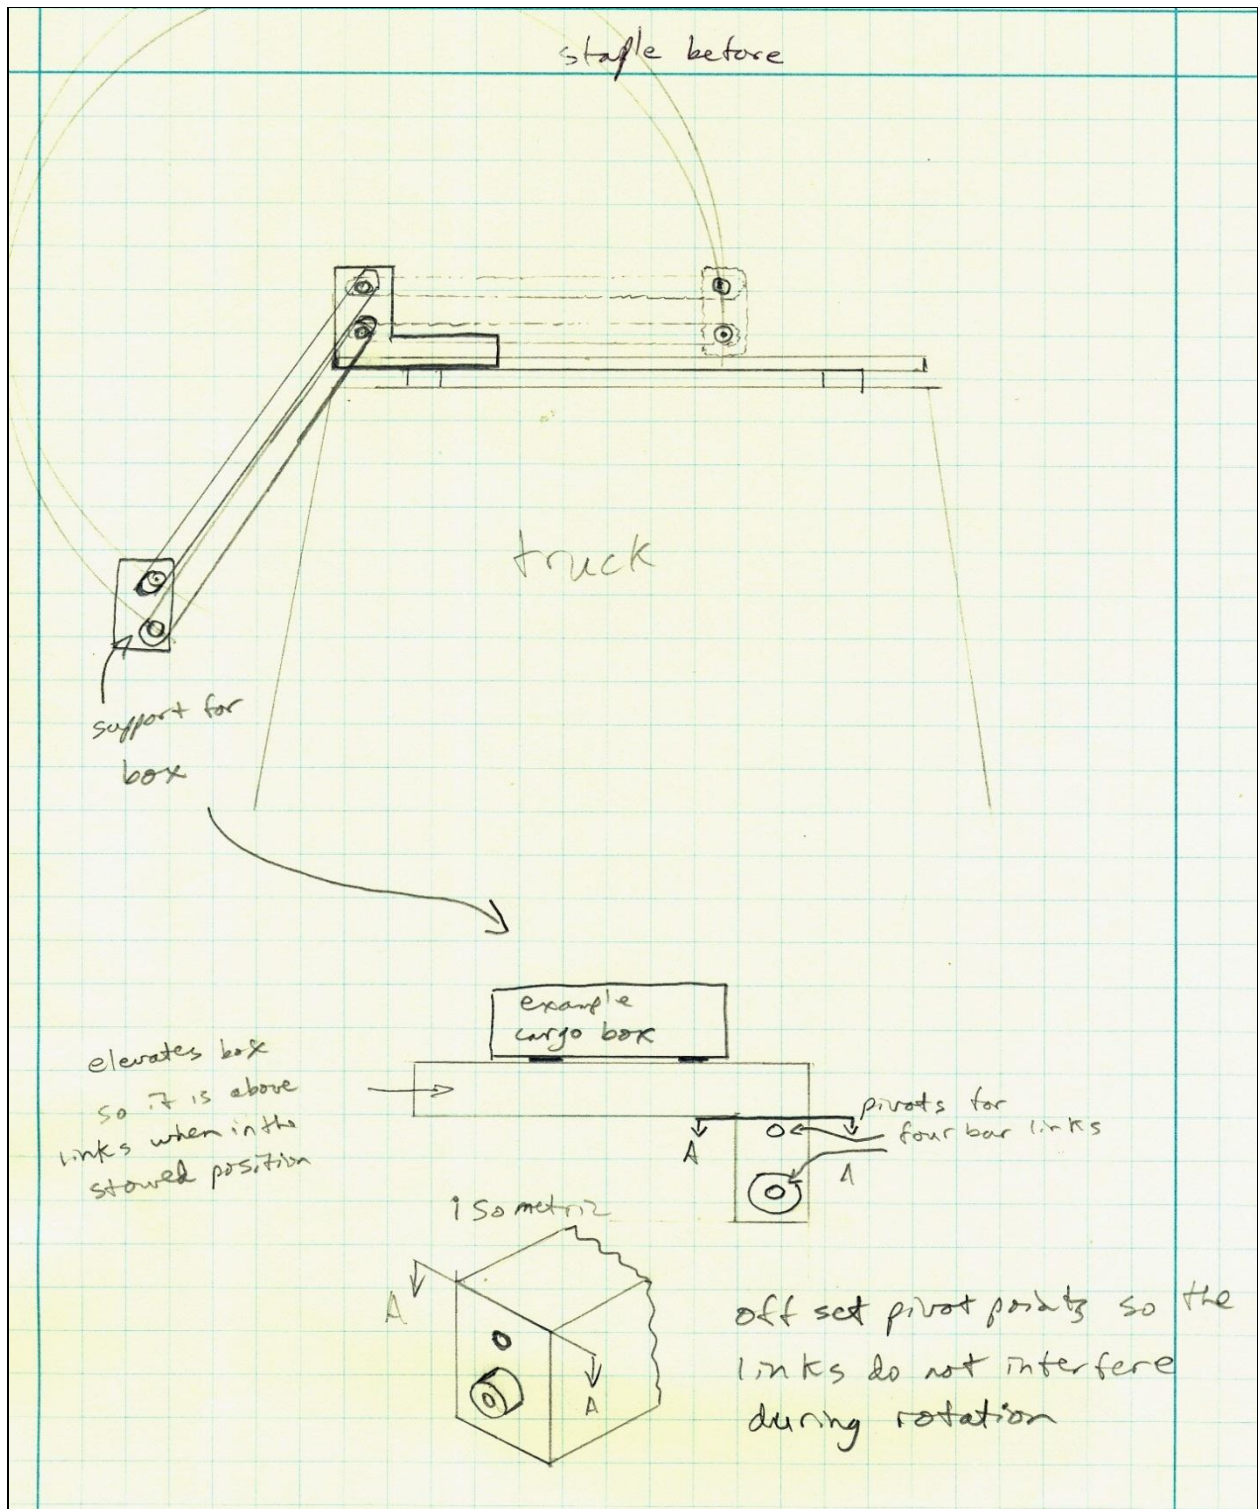 staple before
truck
support for
box
example
cargo box
elevates box
so it is above
links when in the
stowed position
pivots for
four bar links
A
A
isometric
A
A
off set pivot points so the
links do not interfere
during rotation